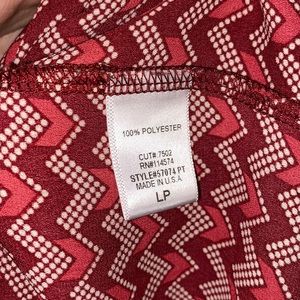 100% POLYESTER
CUT# 7502
RN#114574
STYLE#57074 PT
MADE IN U.S.A.
LP